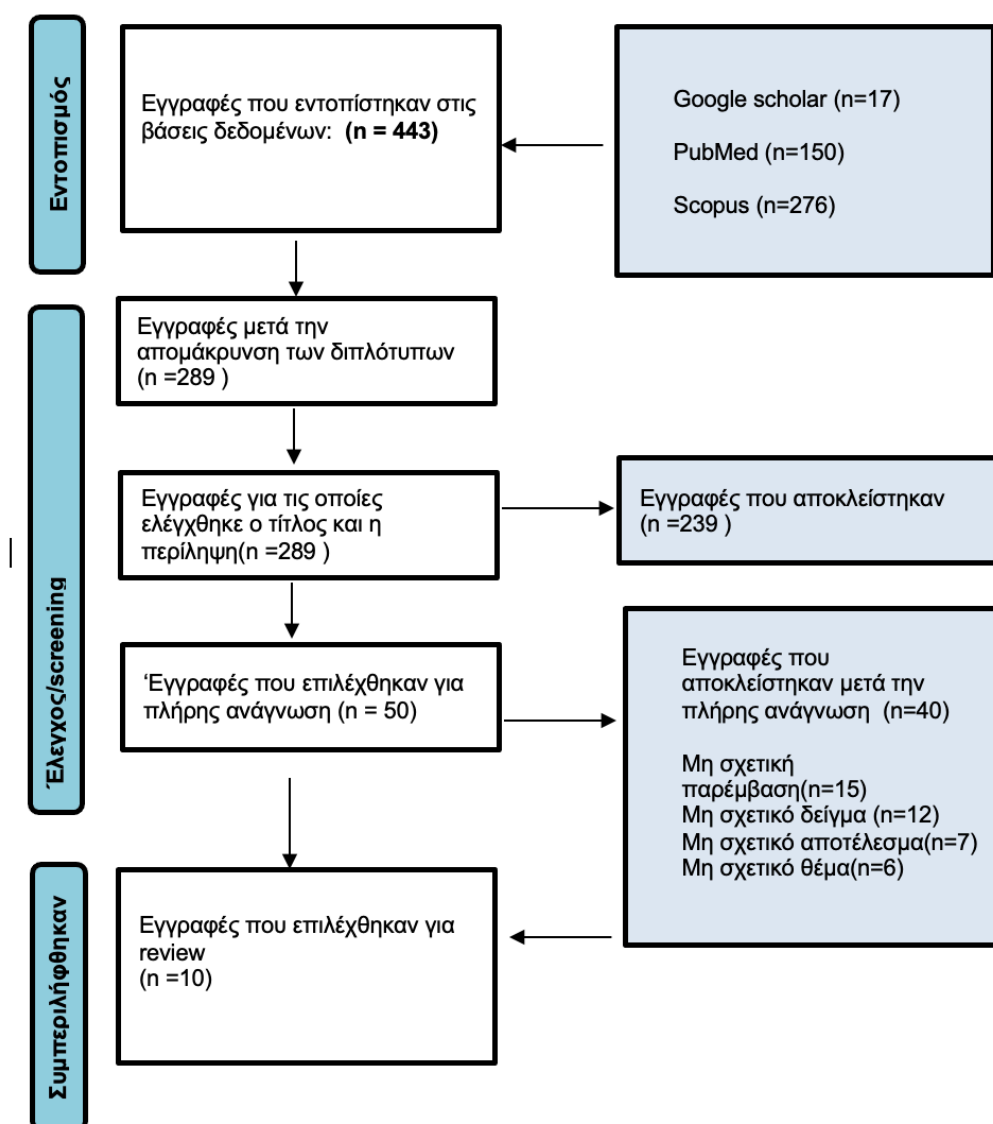 Εντοπισμός
Εγγραφές που εντοπίστηκαν στις
βάσεις δεδομένων:  (n = 443)
Google scholar (n=17)
PubMed (n=150)
Scopus (n=276)
Έλεγχος/screening
Εγγραφές μετά την
απομάκρυνση των διπλότυπων
(n =289 )
Εγγραφές για τις οποίες
ελέγχθηκε ο τίτλος και η
περίληψη(n =289 )
Εγγραφές που αποκλείστηκαν
(n =239 )
‘Εγγραφές που επιλέχθηκαν για
πλήρης ανάγνωση (n = 50)
Εγγραφές που
αποκλείστηκαν μετά την
πλήρης ανάγνωση  (n=40)
Μη σχετική
παρέμβαση(n=15)
Μη σχετικό δείγμα (n=12)
Μη σχετικό αποτέλεσμα(n=7)
Μη σχετικό θέμα(n=6)
Συμπεριλήφθηκαν
Εγγραφές που επιλέχθηκαν για
review
(n =10)